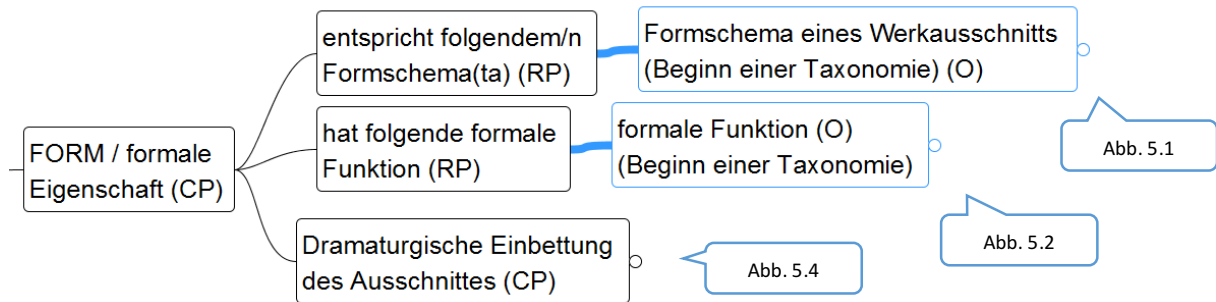 entspricht folgendem/n
Formschema(ta) (RP)
Formschema eines Werkausschnitts
(Beginn einer Taxonomie) (O)
hat folgende formale
Funktion (RP)
formale Funktion (O)
(Beginn einer Taxonomie)
Abb. 5.1
FORM / formale
Eigenschaft (CP)
Abb. 5.2
Dramaturgische Einbettung
des Ausschnittes (CP)
Abb. 5.4